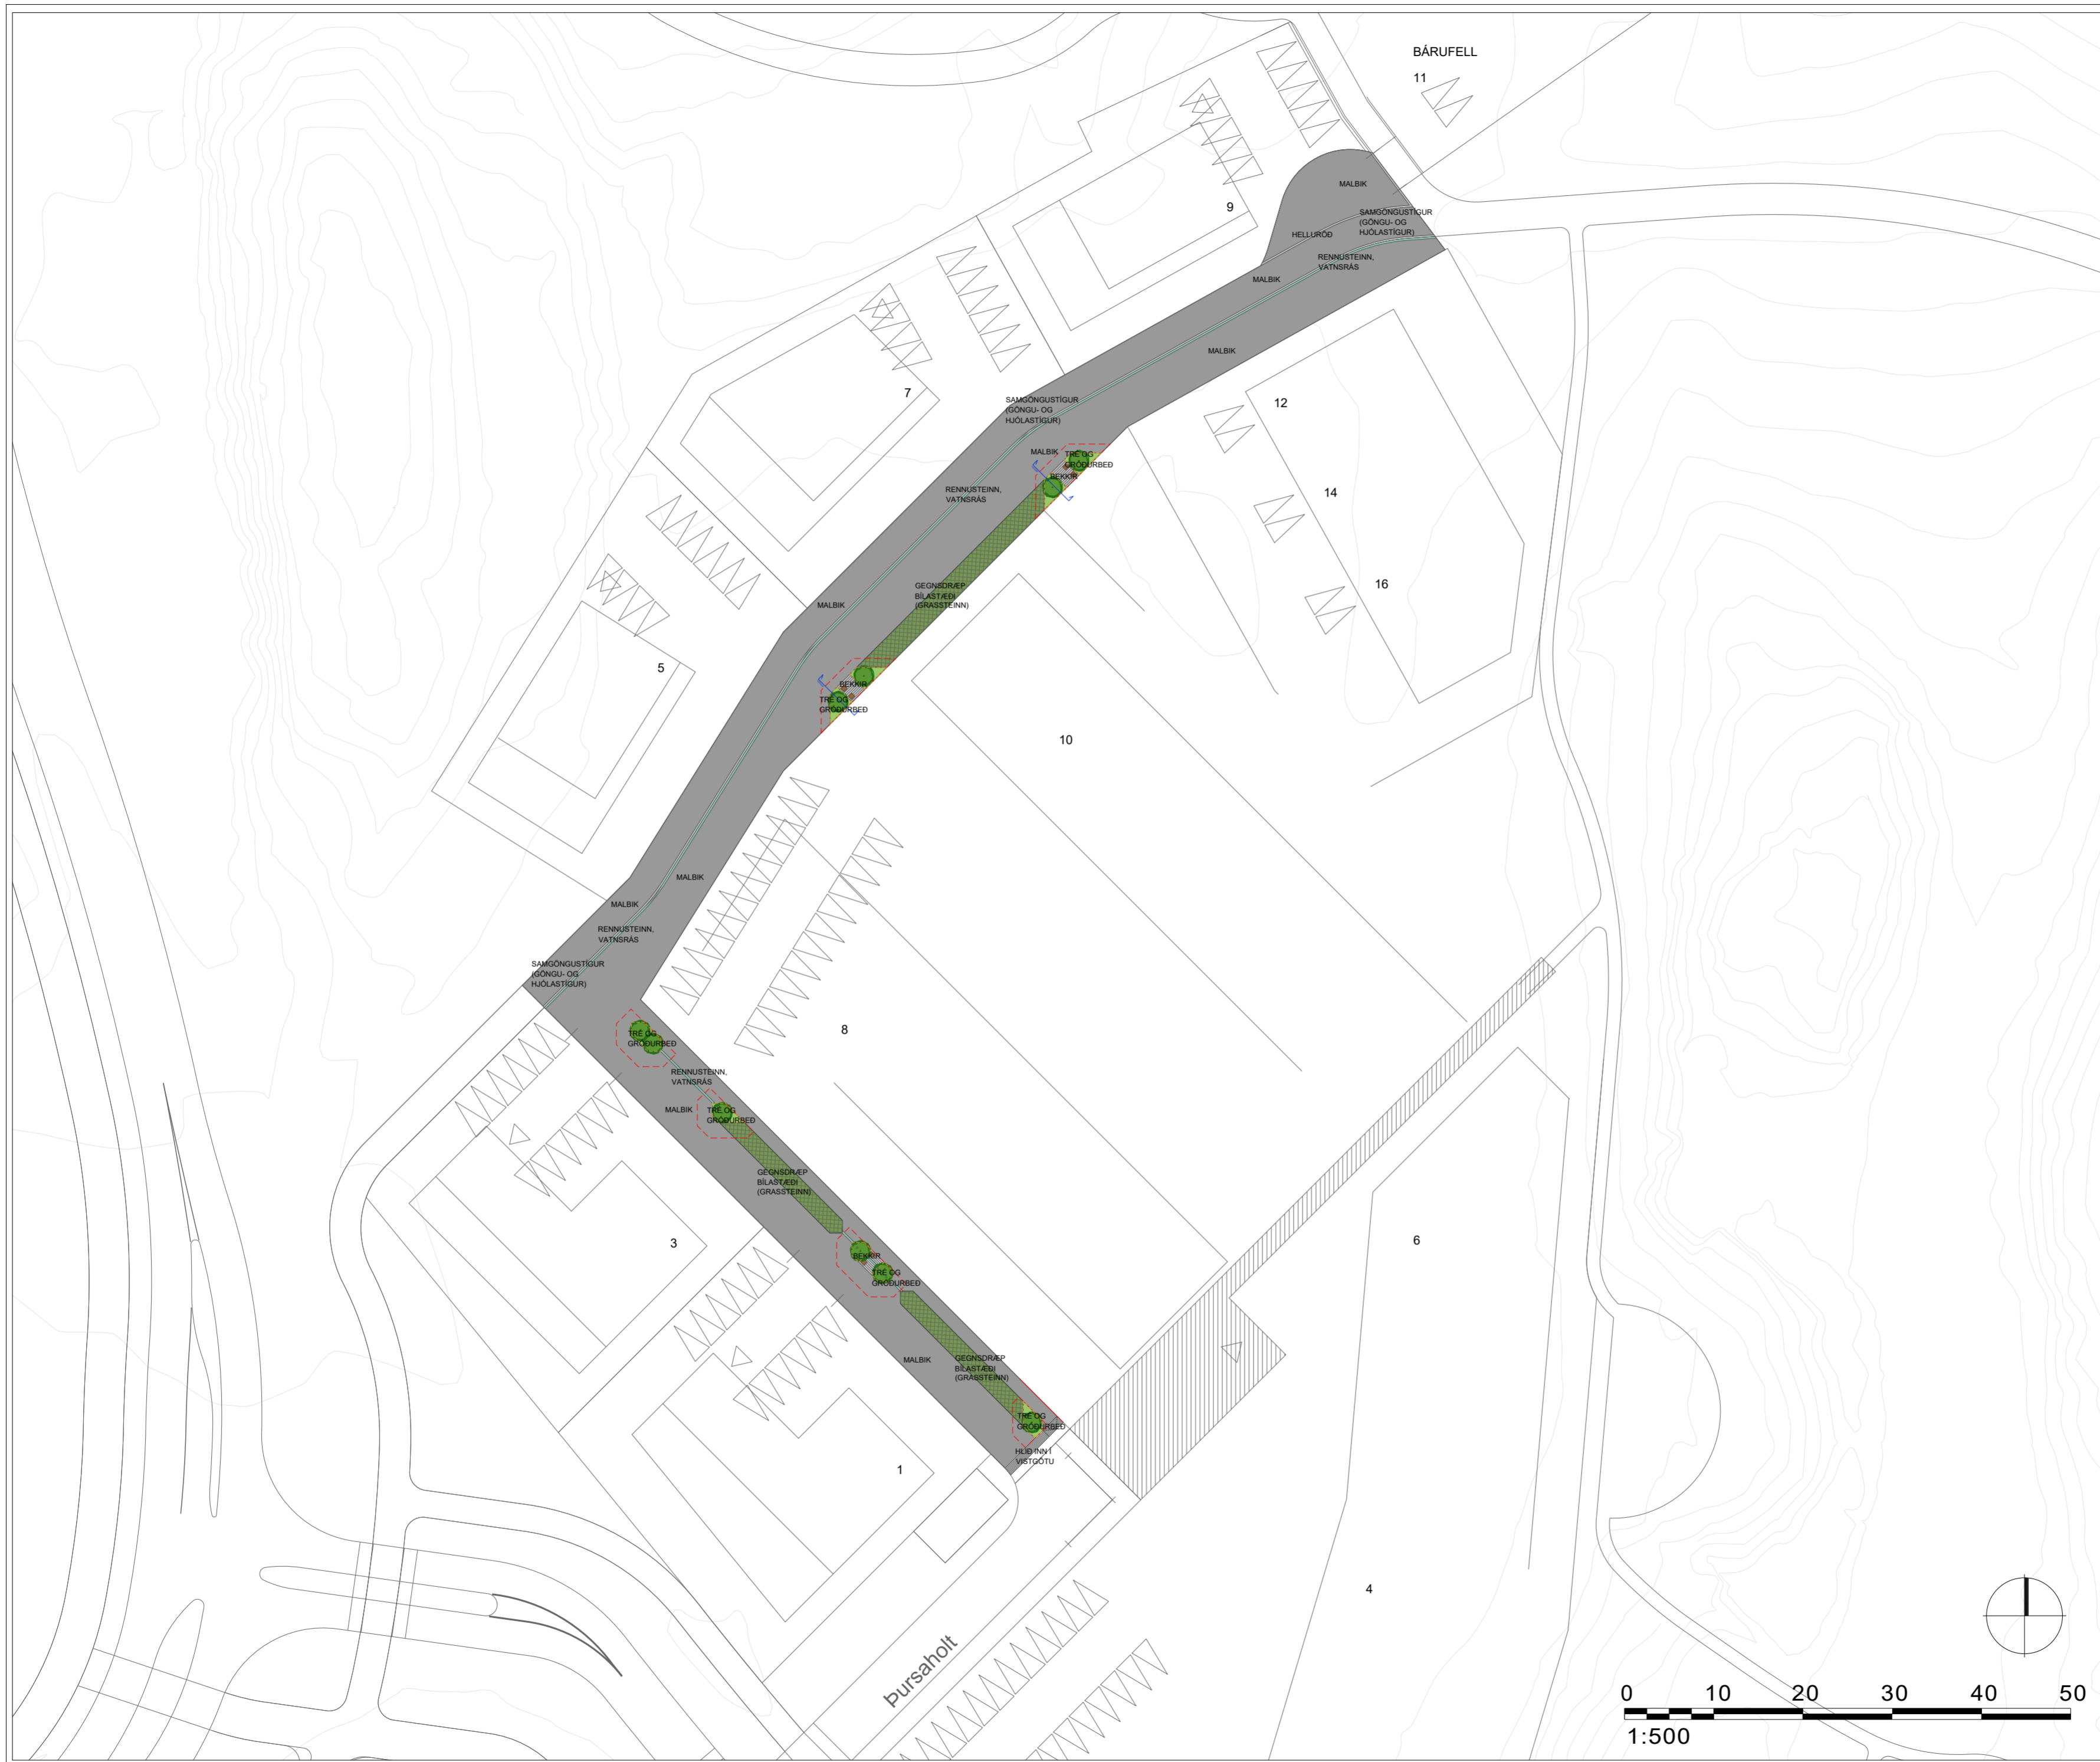 BÁRUFELL
11
MALBIK
9
SAMGÖNGUSTÍGUR
(GÖNGU- OG
HJÓLASTÍGUR)
HELLURÖÐ
RENNUSTEINN,
VATNSRÁS
MALBIK
MALBIK
7
SAMGÖNGUSTÍGUR
(GÖNGU- OG
HJÓLASTÍGUR)
12
MALBIK
TRÉ OG
GRÓÐURBEÐ
BEKKIR
RENNUSTEINN,
VATNSRÁS
14
GEGNSDRÆP
BÍLASTÆÐI
(GRASSTEINN)
16
MALBIK
5
BEKKIR
TRÉ OG
GRÓÐURBEÐ
10
MALBIK
MALBIK
RENNUSTEINN,
VATNSRÁS
SAMGÖNGUSTÍGUR
(GÖNGU- OG
HJÓLASTÍGUR)
8
TRÉ OG
GRÓÐURBEÐ
RENNUSTEINN,
VATNSRÁS
MALBIK
TRÉ OG
GRÓÐURBEÐ
GEGNSDRÆP
BÍLASTÆÐI
(GRASSTEINN)
3
6
BEKKIR
TRÉ OG
GRÓÐURBEÐ
MALBIK
GEGNSDRÆP
BÍLASTÆÐI
(GRASSTEINN)
TRÉ OG
GRÓÐURBEÐ
HLIÐ INN Í
VISTGÖTU
1
4
Þursaholt
0 10 20 30 40 50
1:500